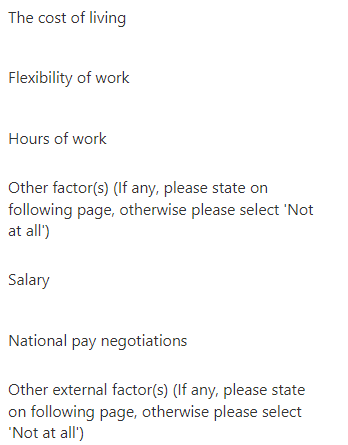 The cost of living
Flexibility of work
Hours of work
Other factor(s) (If any, please state on
following page, otherwise please select 'Not
at all')
Salary
National pay negotiations
Other external factor(s) (If any, please state
on following page, otherwise please select
'Not at all')